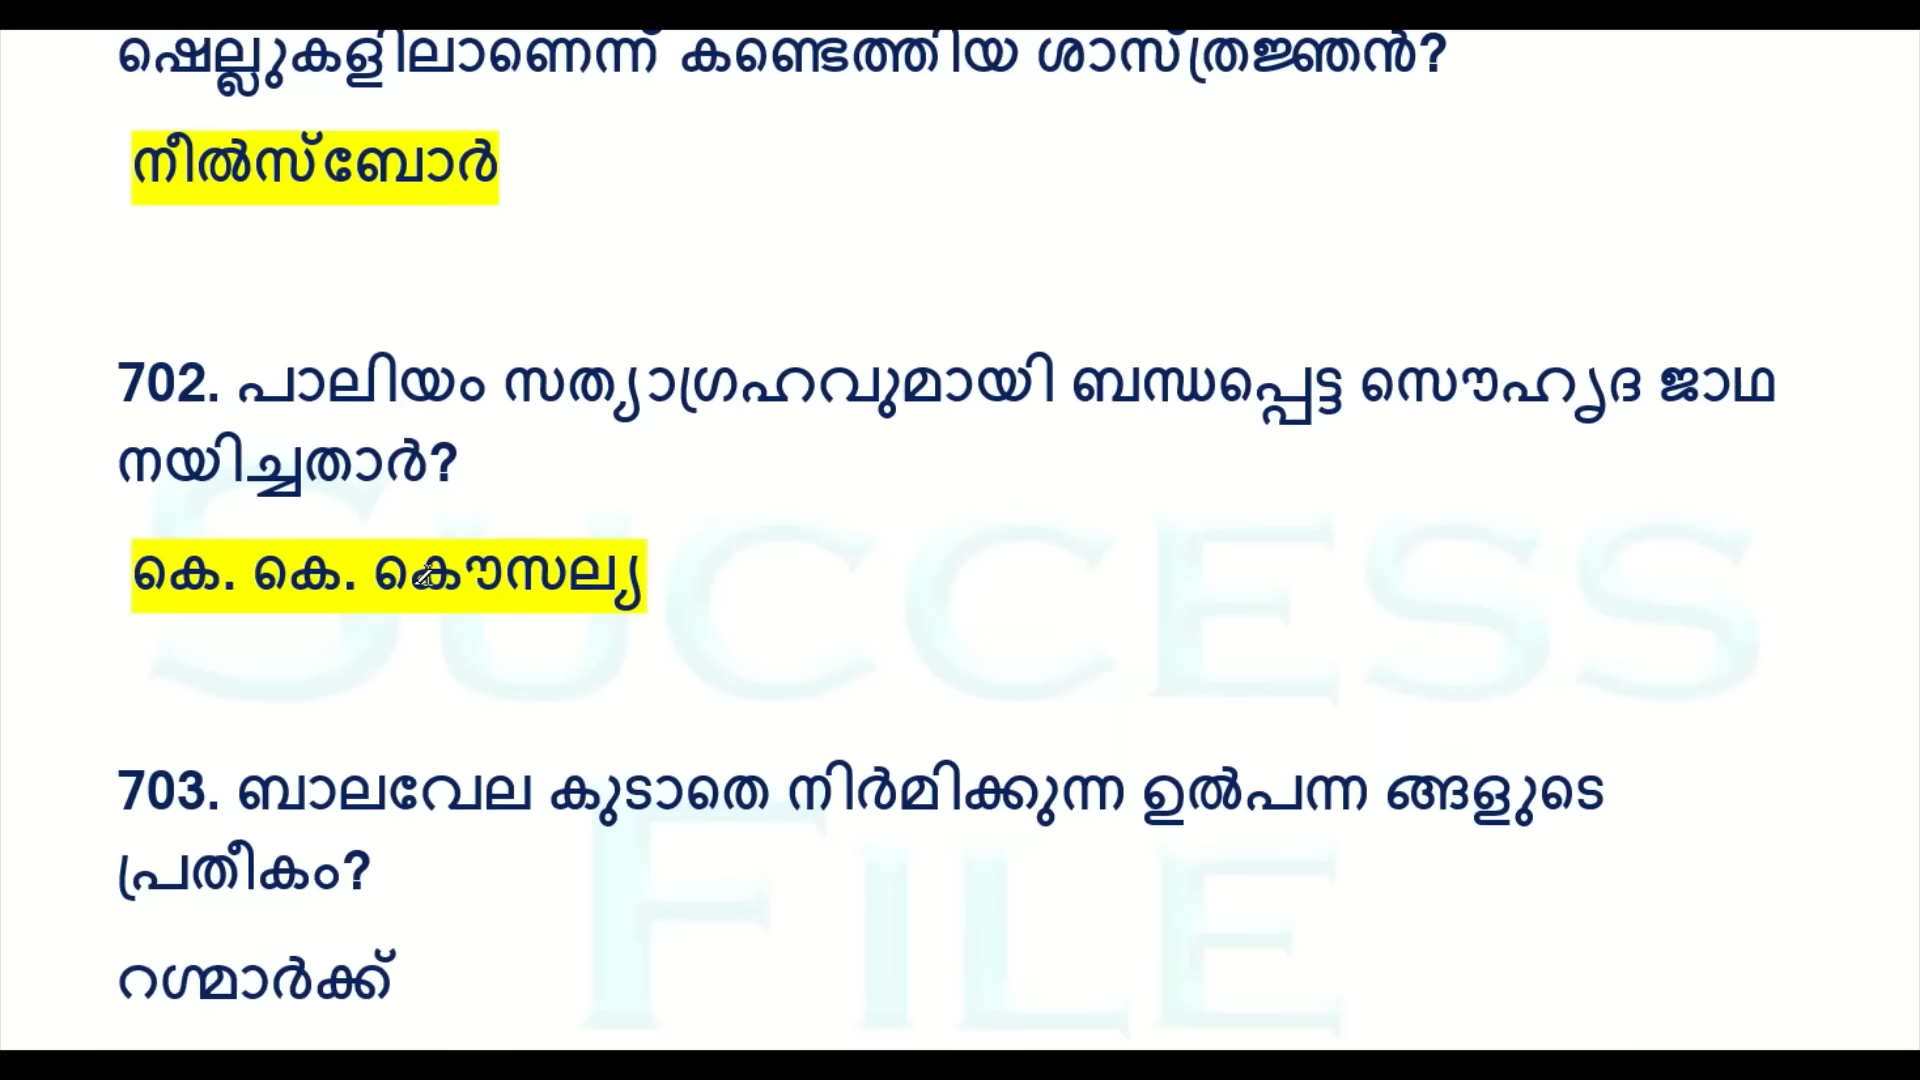 ഷെല്ലുകളിലാണെന്ന് കണ്ടെത്തിയ ശാസ്ത്രജ്ഞൻ?
നീൽസ്ബോർ
702. പാലിയം സത്യാഗ്രഹവുമായി ബന്ധപ്പെട്ട സൌഹൃദ ജാഥ
നയിച്ചതാർ?
കെ. കെ. കൌസല്യ
703. ബാലവേല കുടാതെ നിർമിക്കുന്ന ഉൽപന്ന ങ്ങളുടെ
പ്രതീകം?
റഗ്മാർക്ക്
SUCCESS
FILE